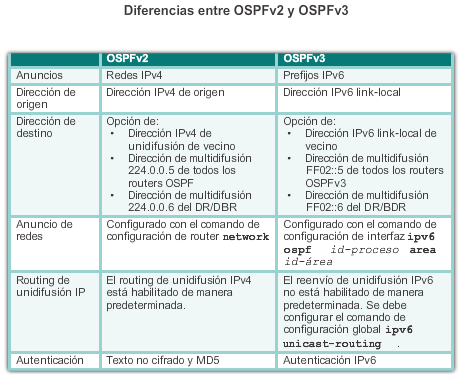 Diferencias entre OSPFv2 y OSPFv3
OSPFv2 OSPFv3
Anuncios Redes IPv4 Prefijos IPv6
Dirección de origen Dirección IPv4 de origen Dirección IPv6 link-local
Dirección de destino
Opción de:
• Dirección IPv4 de
unidifusión de
vecino
• Dirección de multidifusión
224.0.0.5 de todos los
routers OSPF
• Dirección de multidifusión
224.0.0.6 del DR/DBR
Opción de:
• Dirección IPv6 link-local de
vecino
• Dirección de multidifusión
FF02::5 de todos los routers
OSPFv3
• Dirección de multidifusión
FF02::6 del DR/BDR
Anuncio de
redes
Configurado con el comando de
configuración de router network
Configurado con el comando de
configuración de interfaz ipv6
ospf id-proceso area
id-área
Routing de
unidifusión IP
El routing de unidifusión IPv4
está habilitado de manera
predeterminada.
El reenvío de unidifusión IPv6
no está habilitado de manera
predeterminada. Se debe
configurar el comando de
configuración global ipv6
unicast-routing .
Autenticación Texto no cifrado y MD5 Autenticación IPv6